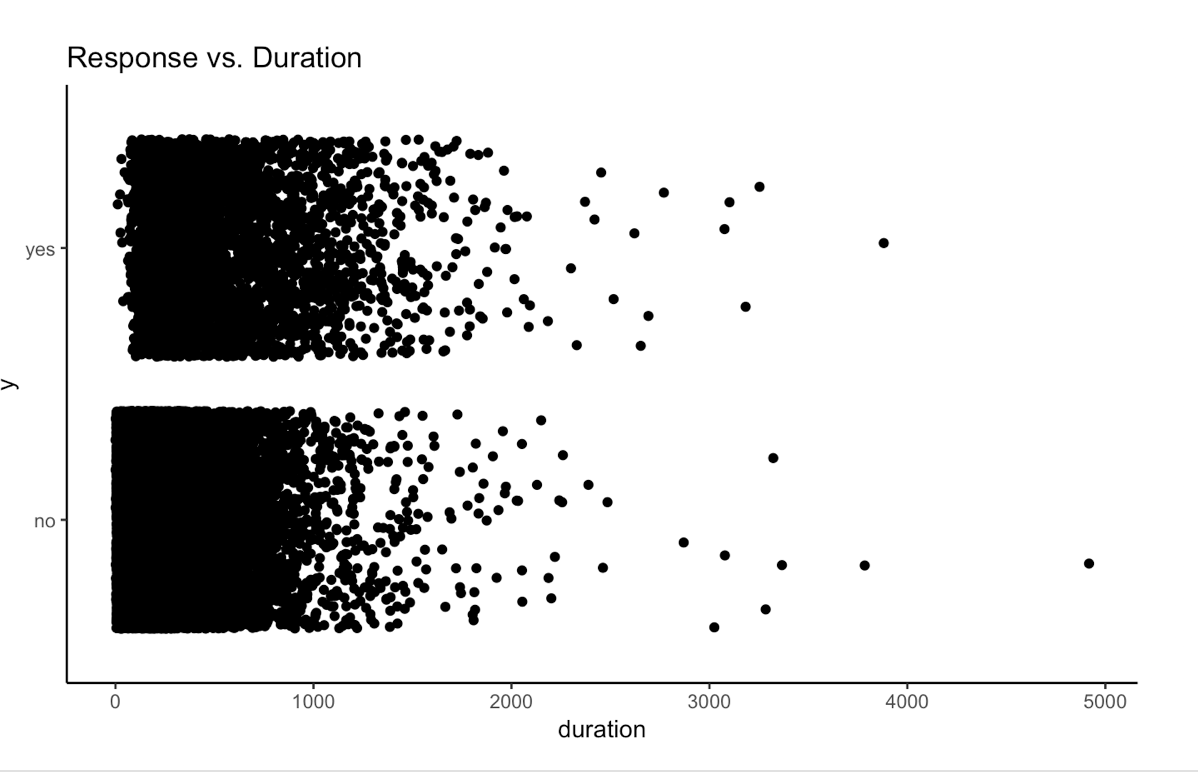 Response vs. Duration
yes
no
y
0 1000 2000 3000 4000 5000
duration